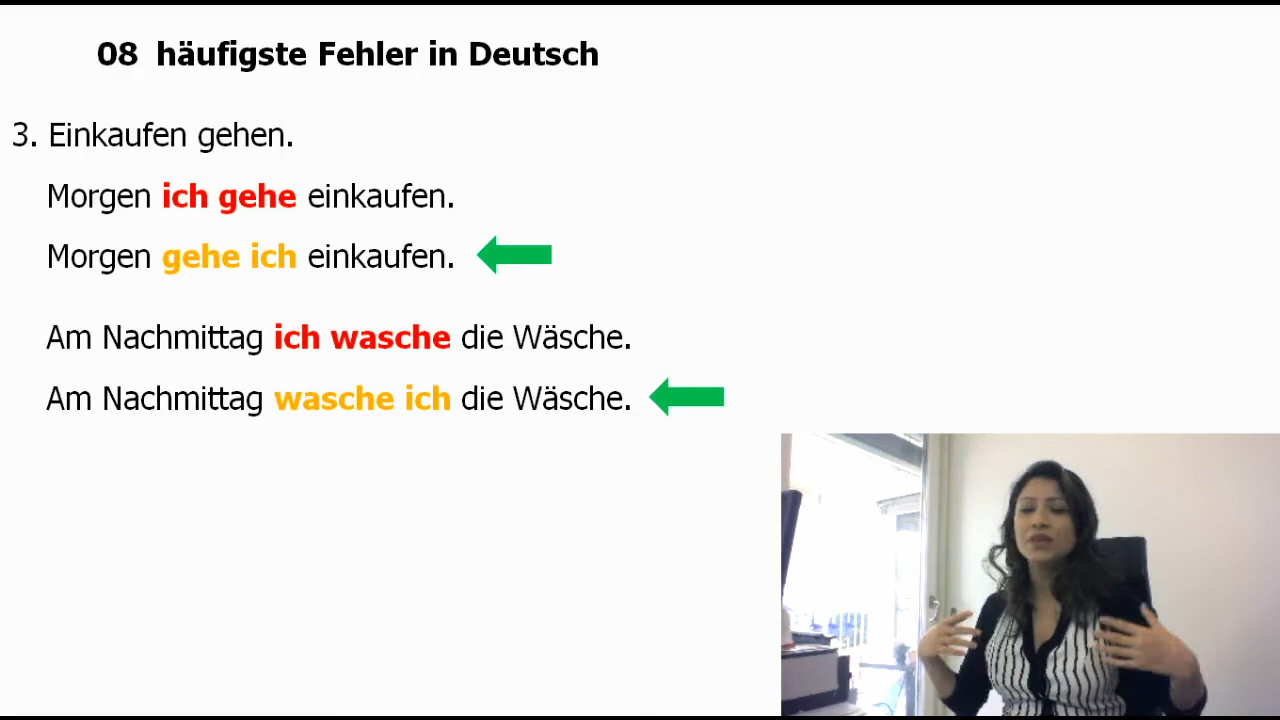 08 häufigste Fehler in Deutsch
3. Einkaufen gehen.
Morgen ich gehe einkaufen.
Morgen gehe ich einkaufen.
Am Nachmittag ich wasche die Wäsche.
Am Nachmittag wasche ich die Wäsche.